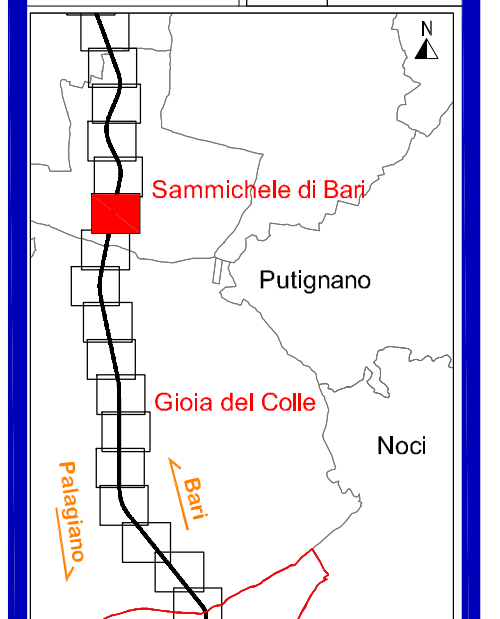 N
Sammichele di Bari
Putignano
Gioia del Colle
Noci
Bari
Palagiano